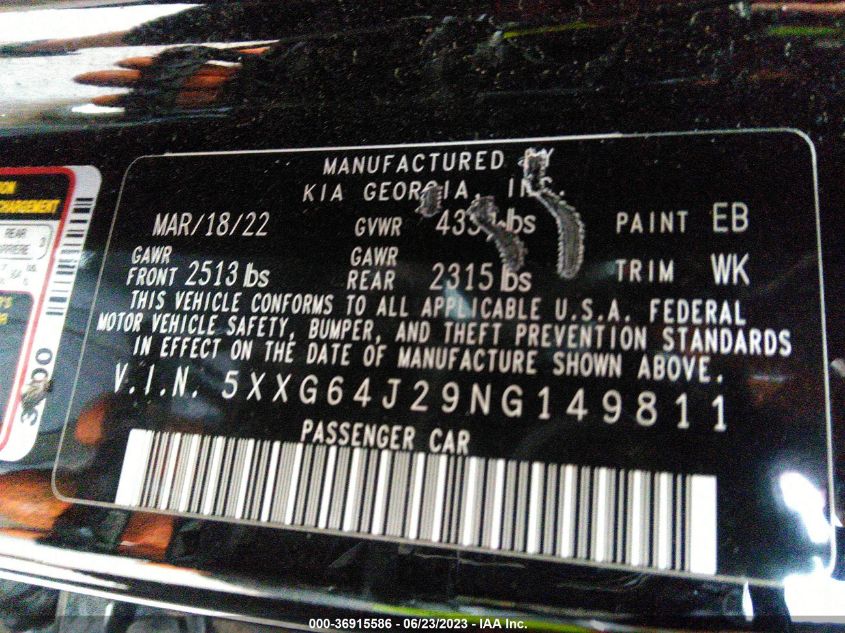 MANUFACTURED BY
KIA GEORGIA, INC.
MAR/18/22 GVWR lbs PAINT EB
GAWR FRONT 2513 lbs GAWR REAR 2315 lbs TRIM WK
THIS VEHICLE CONFORMS TO ALL APPLICABLE U.S.A. FEDERAL
MOTOR VEHICLE SAFETY, BUMPER, AND THEFT PREVENTION STANDARDS
IN EFFECT ON THE DATE OF MANUFACTURE SHOWN ABOVE.
V.I.N. 5XXG64J29NG149811
PASSENGER CAR
REAR
000-36915586 - 06/23/2023 - IAA Inc.